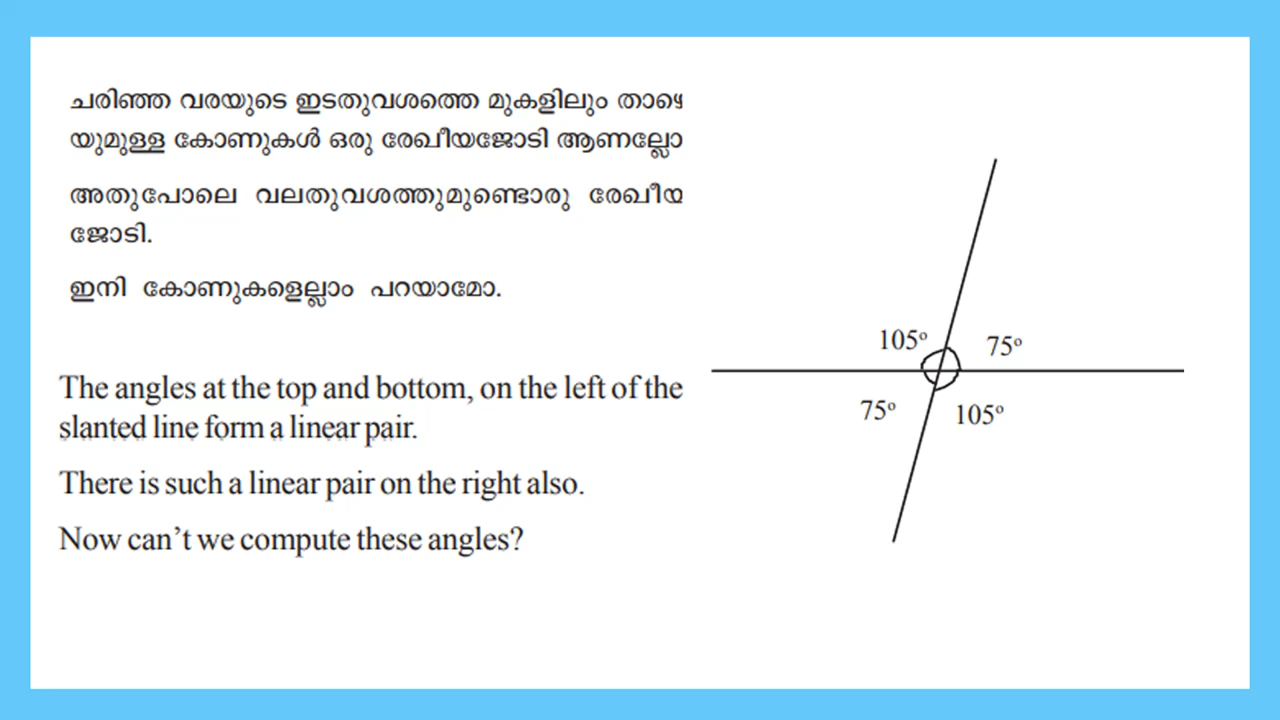 ചരിഞ്ഞ വരയുടെ ഇടതുവശത്തെ മുകളിലും താഴെ
യുമുള്ള കോണുകൾ ഒരു രേഖീയജോടി ആണല്ലോ
അതുപോലെ വലതുവശത്തുമുണ്ടൊരു രേഖീയ
ജോടി.
ഇനി കോണുകളെല്ലാം പറയാമോ.
The angles at the top and bottom, on the left of the
slanted line form a linear pair.
There is such a linear pair on the right also.
Now can’t we compute these angles?
105° 75°
75° 105°